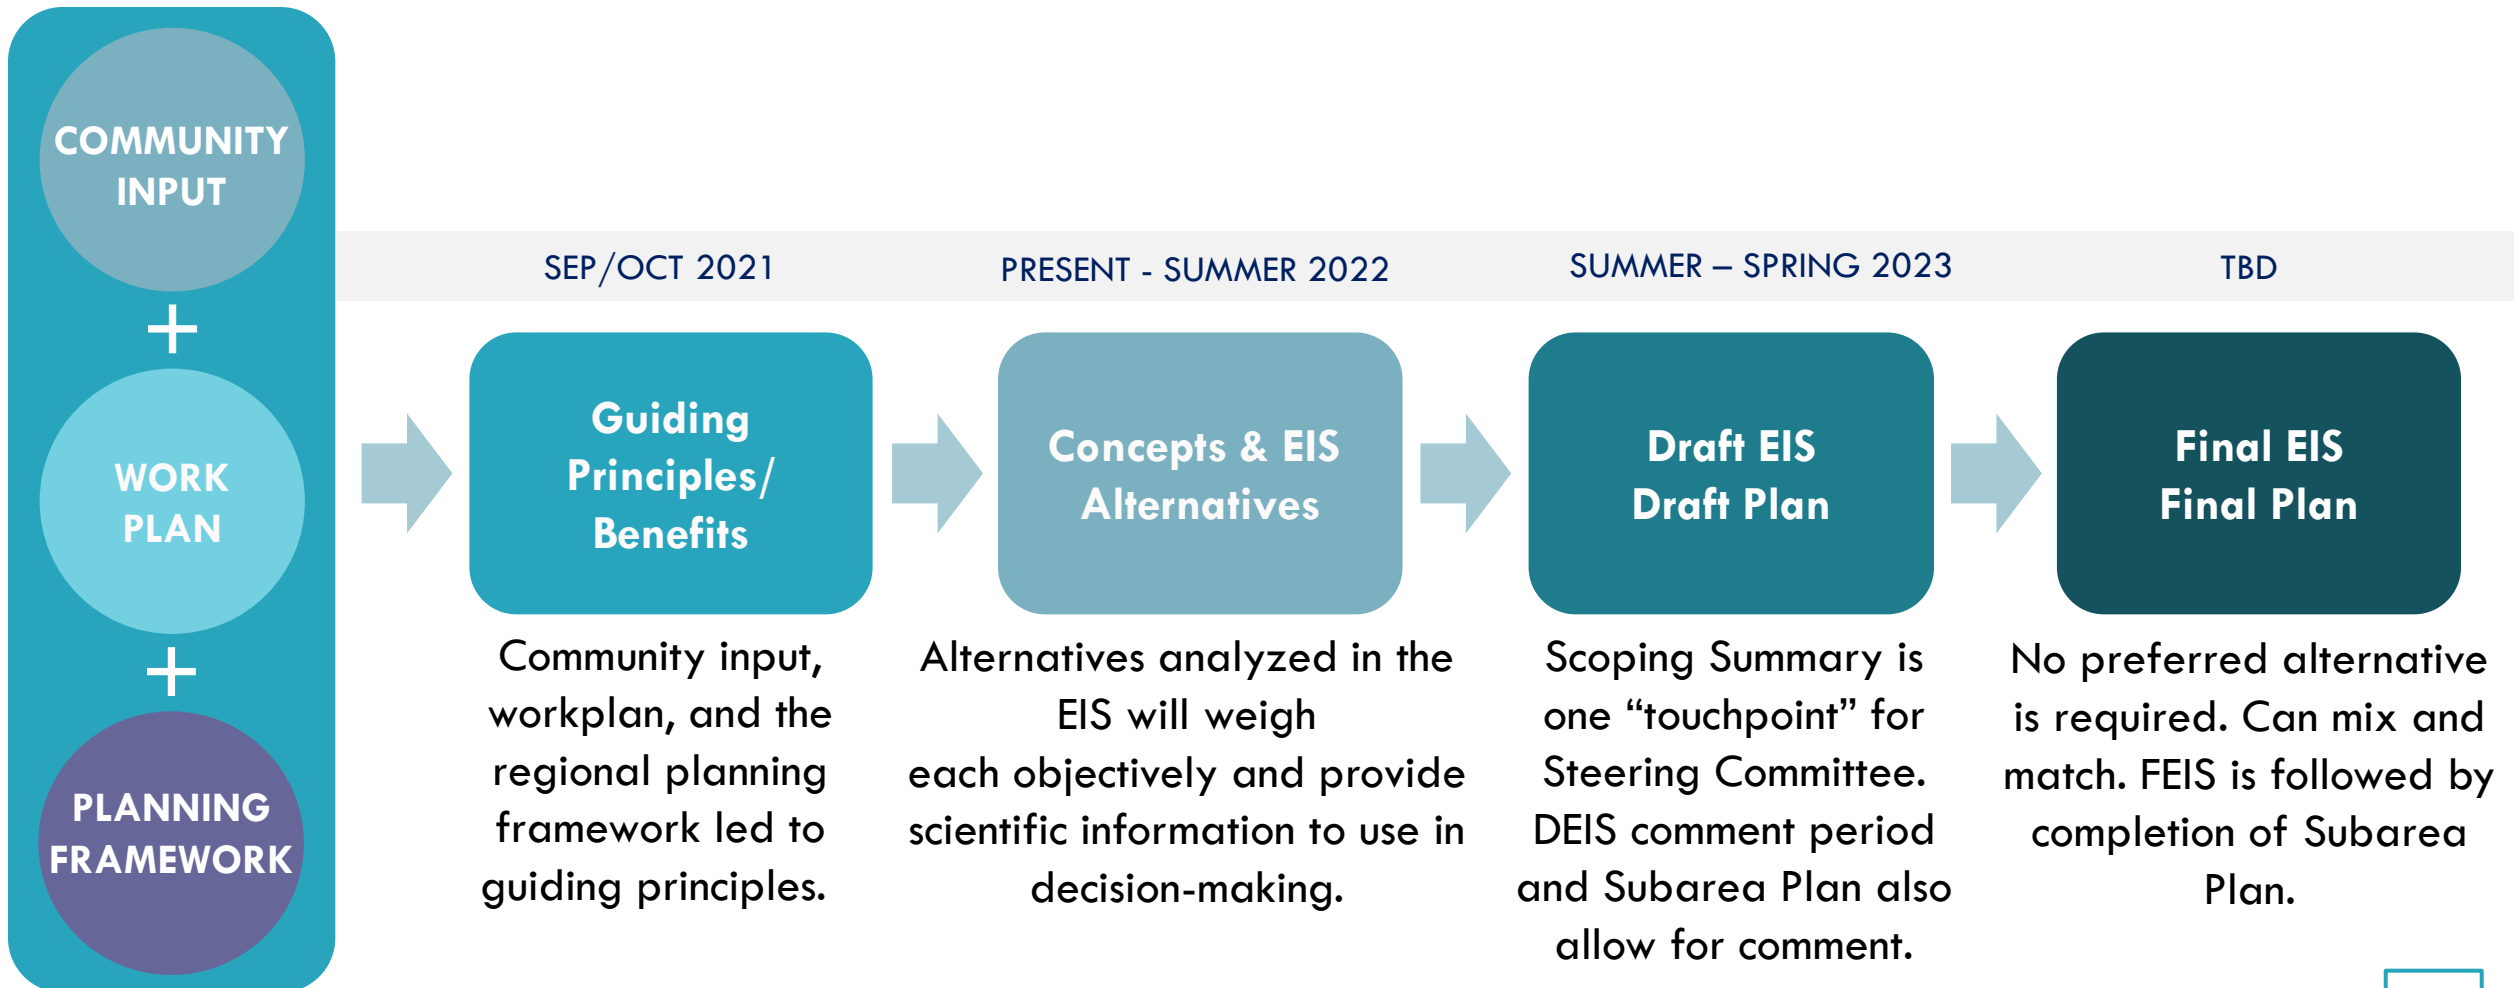 COMMUNITY
INPUT
+
WORK
PLAN
+
PLANNING
FRAMEWORK
SEP/OCT 2021
PRESENT - SUMMER 2022
SUMMER – SPRING 2023
TBD
Guiding
Principles/
Benefits
Concepts & EIS
Alternatives
Draft EIS
Draft Plan
Final EIS
Final Plan
Community input,
workplan, and the
regional planning
framework led to
guiding principles.
Alternatives analyzed in the
EIS will weigh
each objectively and provide
scientific information to use in
decision-making.
Scoping Summary is
one “touchpoint” for
Steering Committee.
DEIS comment period
and Subarea Plan also
allow for comment.
No preferred alternative
is required. Can mix and
match. FEIS is followed by
completion of Subarea
Plan.